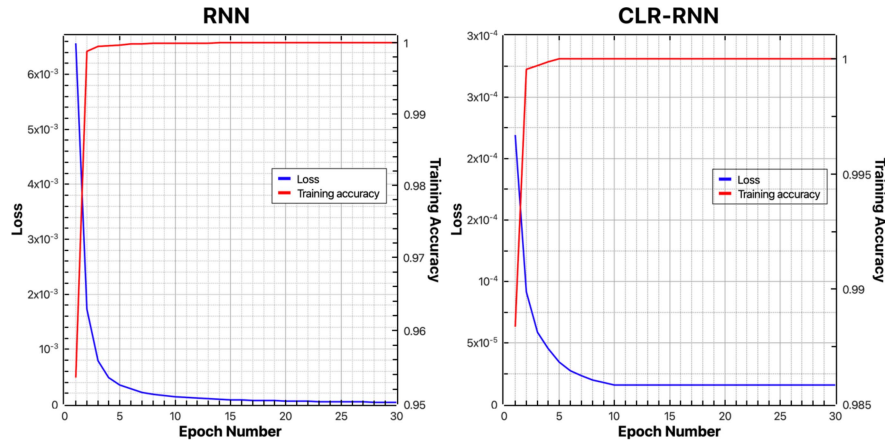 RNN
CLR-RNN
6x10⁻³
5x10⁻³
4x10⁻³
3x10⁻³
2x10⁻³
10⁻³
0
Loss
0
5
10
15
20
25
30
Epoch Number
1
0.99
0.98
0.97
0.96
0.95
Training Accuracy
Loss
Training accuracy
3x10⁻⁴
3x10⁻⁴
2x10⁻⁴
2x10⁻⁴
10⁻⁴
5x10⁻⁵
0
Loss
0
5
10
15
20
25
30
Epoch Number
1
0.995
0.99
0.985
Training Accuracy
Loss
Training accuracy